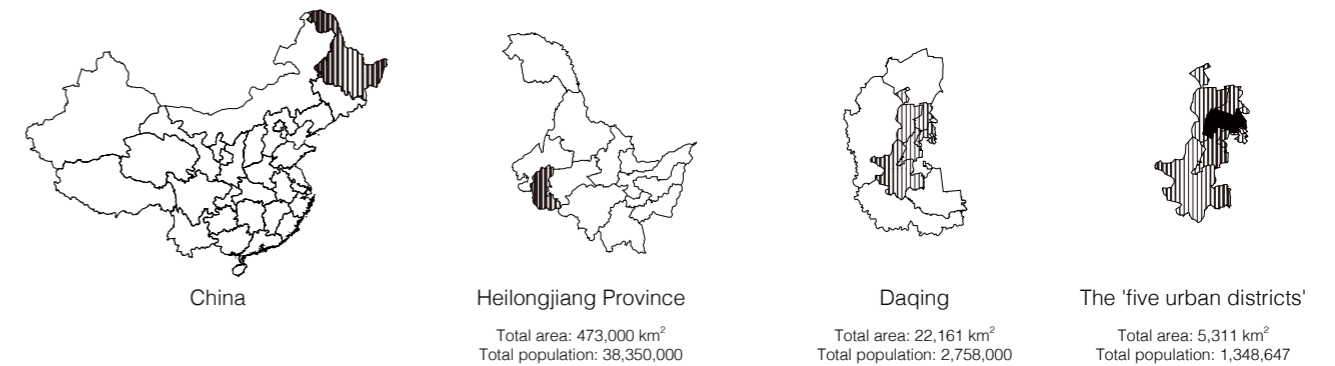 China
Heilongjiang Province
Total area: 473,000 km²
Total population: 38,350,000
Daqing
Total area: 22,161 km²
Total population: 2,758,000
The 'five urban districts'
Total area: 5,311 km²
Total population: 1,348,647